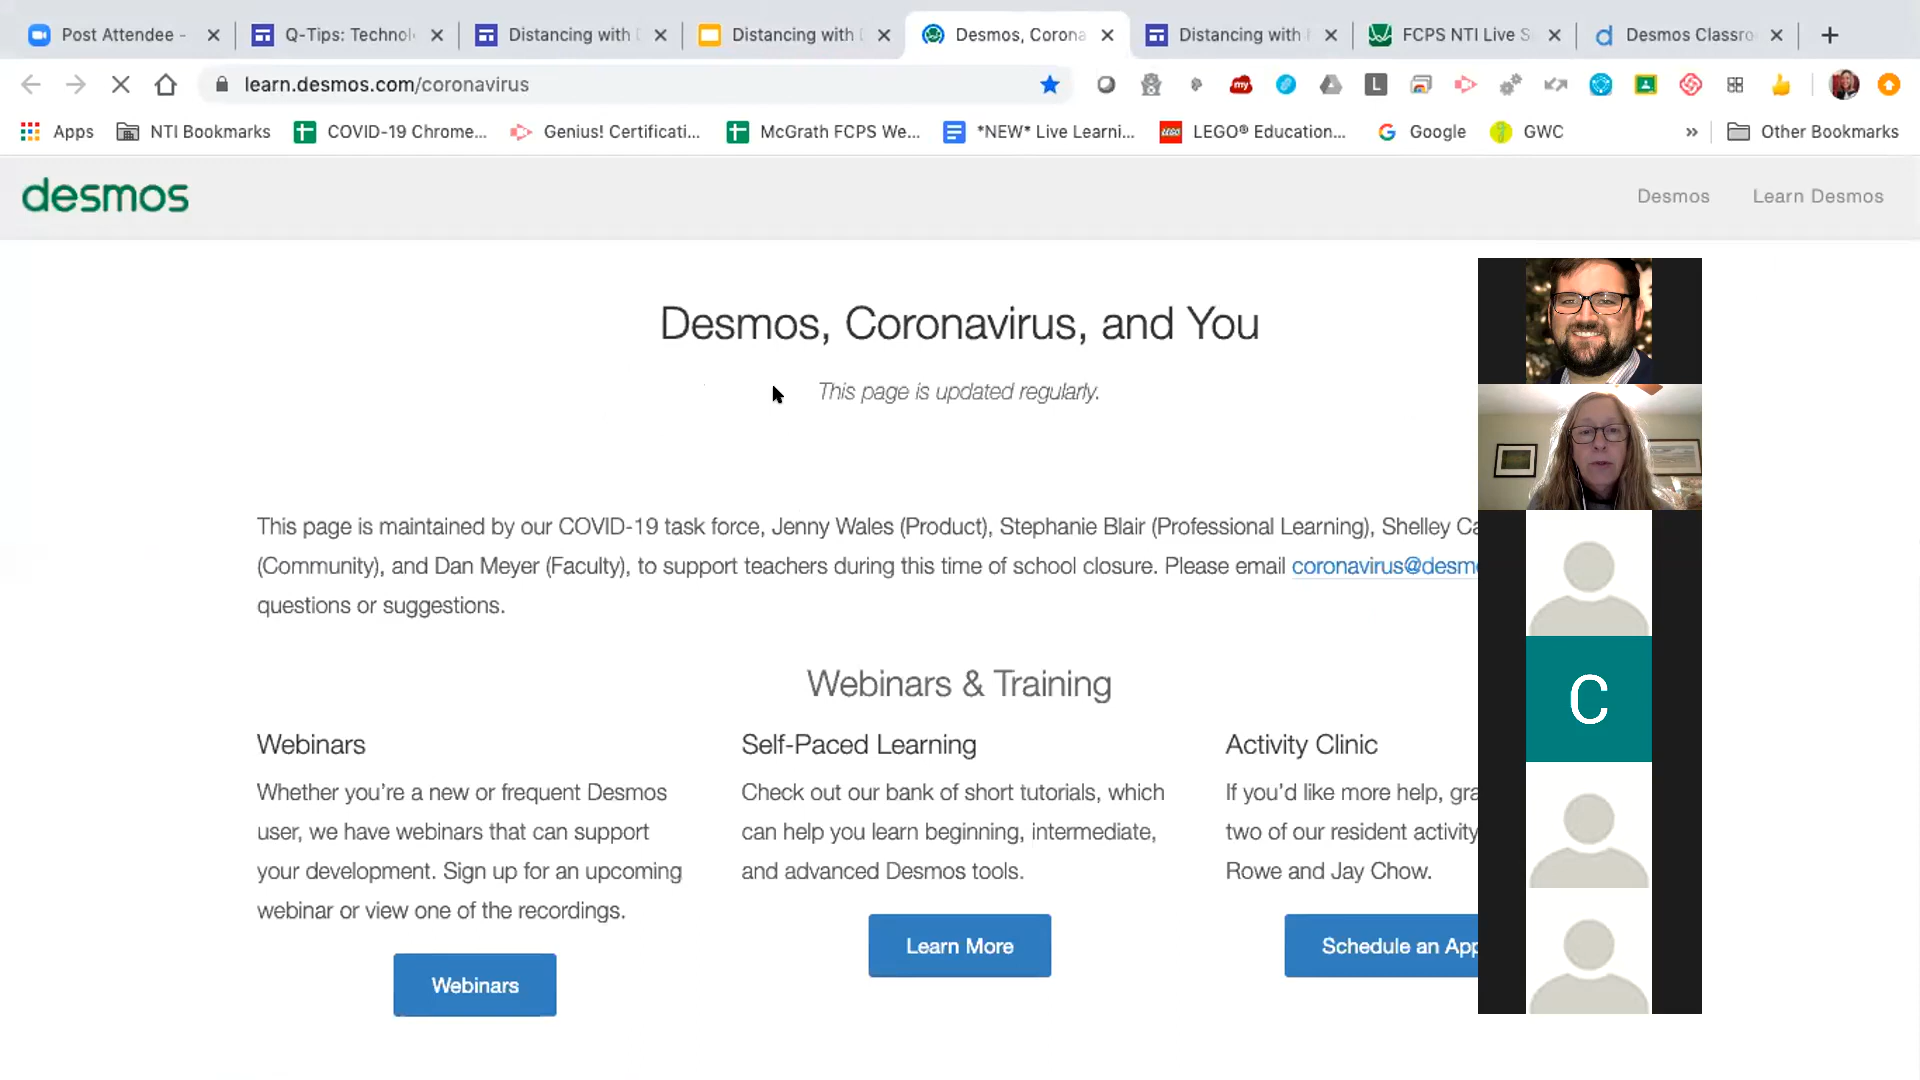 Post Attendee -
Q-Tips: Technol
Distancing with
Distancing with
Desmos, Corona
Distancing with
FCPS NTI Live S
Desmos Classro
learn.desmos.com/coronavirus
my
L
Apps
NTI Bookmarks
COVID-19 Chrome...
Genius! Certificati...
McGrath FCPS We...
*NEW* Live Learni...
LEGO® Education...
Google
GWC
»
Other Bookmarks
desmos
Desmos
Learn Desmos
Desmos, Coronavirus, and You
This page is updated regularly.
This page is maintained by our COVID-19 task force, Jenny Wales (Product), Stephanie Blair (Professional Learning), Shelley Ca
(Community), and Dan Meyer (Faculty), to support teachers during this time of school closure. Please email coronavirus@desm
questions or suggestions.
Webinars & Training
Webinars
Whether you're a new or frequent Desmos
user, we have webinars that can support
your development. Sign up for an upcoming
webinar or view one of the recordings.
Webinars
Self-Paced Learning
Check out our bank of short tutorials, which
can help you learn beginning, intermediate,
and advanced Desmos tools.
Learn More
Activity Clinic
If you'd like more help, gra
two of our resident activity
Rowe and Jay Chow.
Schedule an App
C